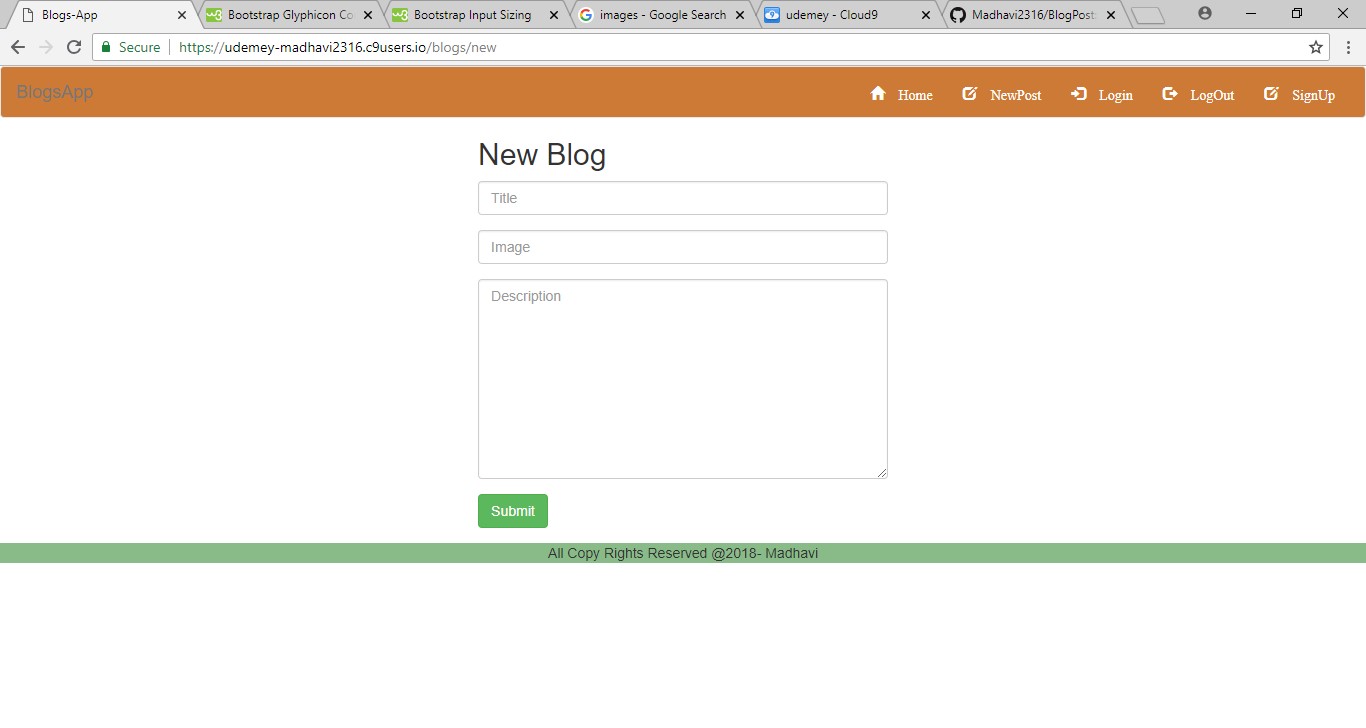 Blogs-App
Bootstrap Glyphicon Co
Bootstrap Input Sizing
images - Google Search
udemey - Cloud9
Madhavi2316/BlogPost
Secure https://udemey-madhavi2316.c9users.io/blogs/new
BlogsApp Home NewPost Login LogOut SignUp
New Blog
Title
Image
Description
Submit
All Copy Rights Reserved @2018- Madhavi